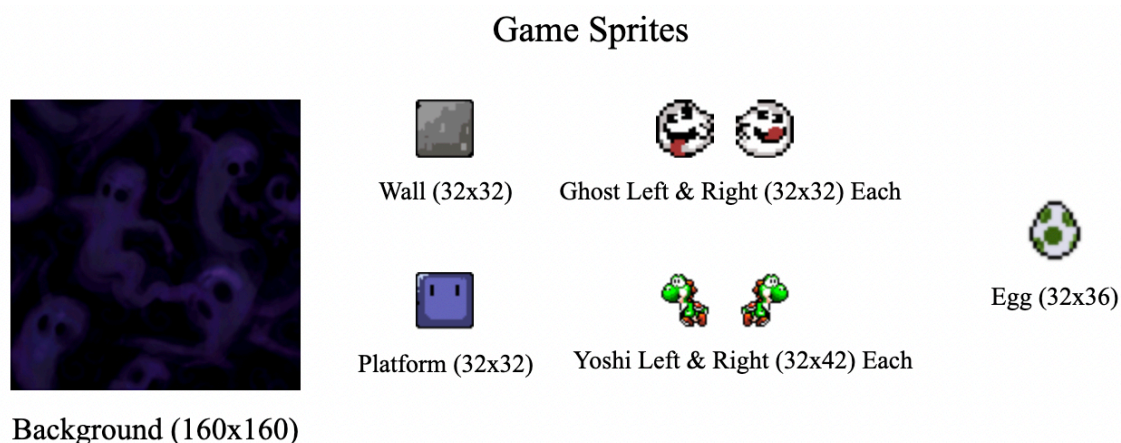 Game Sprites
Wall (32x32)
Ghost Left & Right (32x32) Each
Egg (32x36)
Platform (32x32)
Yoshi Left & Right (32x42) Each
Background (160x160)